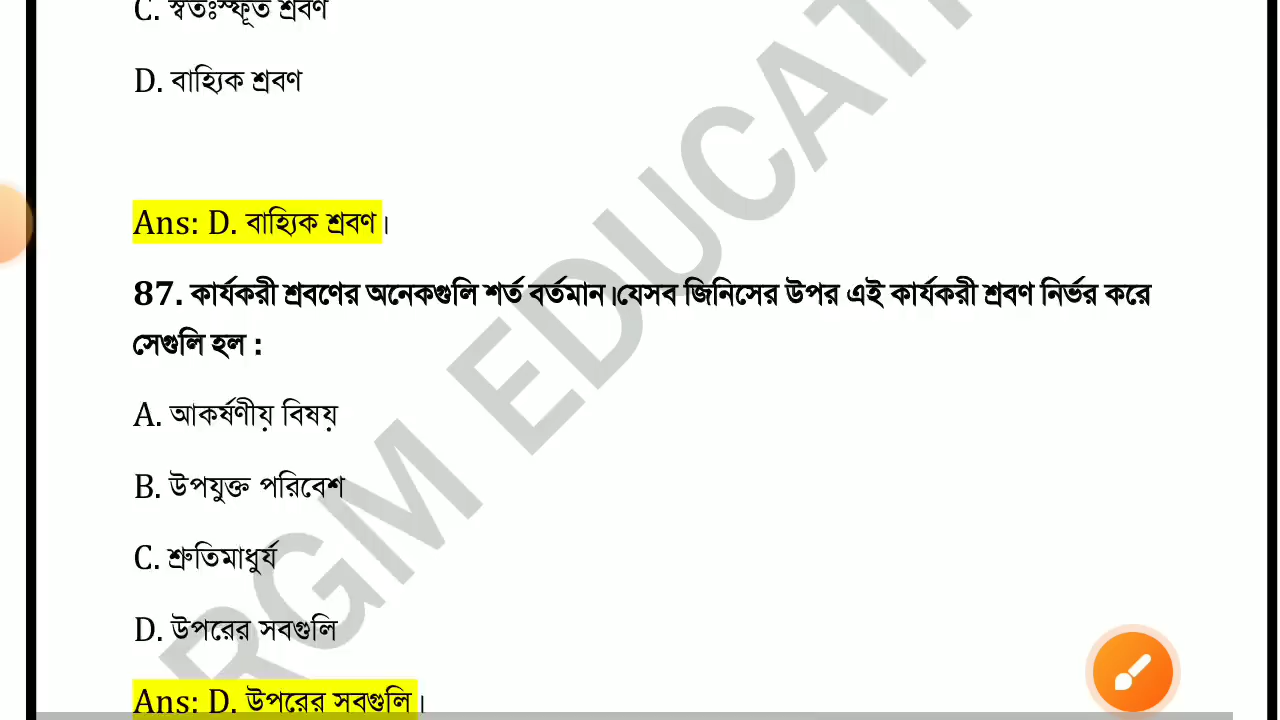 C. স্বতঃস্ফূর্ত শ্রবণ
D. বাহ্যিক শ্রবণ
Ans: D. বাহ্যিক শ্রবণ।
87. কার্যকরী শ্রবণের অনেকগুলি শর্ত বর্তমান।যেসব জিনিসের উপর এই কার্যকরী শ্রবণ নির্ভর করে
সেগুলি হল :
A. আকর্ষণীয় বিষয়
B. উপযুক্ত পরিবেশ
C. শ্রুতিমাধুর্য
D. উপরের সবগুলি
Ans: D. উপরের সবগুলি।
RGM EDUCATI